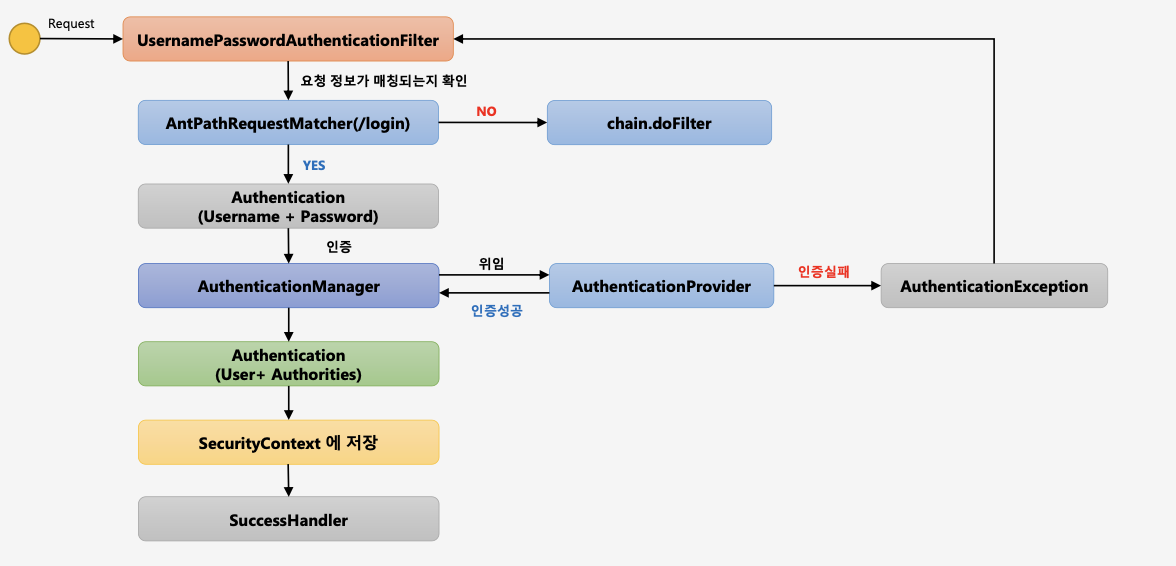 Request
UsernamePasswordAuthenticationFilter
요청 정보가 매칭되는지 확인
AntPathRequestMatcher(/login)
NO
chain.doFilter
YES
Authentication
(Username + Password)
인증
AuthenticationManager
위임
인증성공
AuthenticationProvider
인증실패
AuthenticationException
Authentication
(User+ Authorities)
SecurityContext 에 저장
SuccessHandler